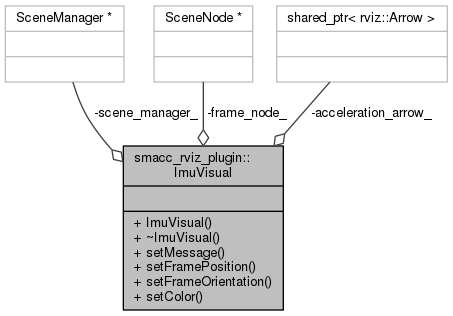 SceneManager *
SceneNode *
shared_ptr< rviz::Arrow >
-scene_manager_
-frame_node_
-acceleration_arrow_
smacc_rviz_plugin::
ImuVisual
+ ImuVisual()
+ ~ImuVisual()
+ setMessage()
+ setFramePosition()
+ setFrameOrientation()
+ setColor()